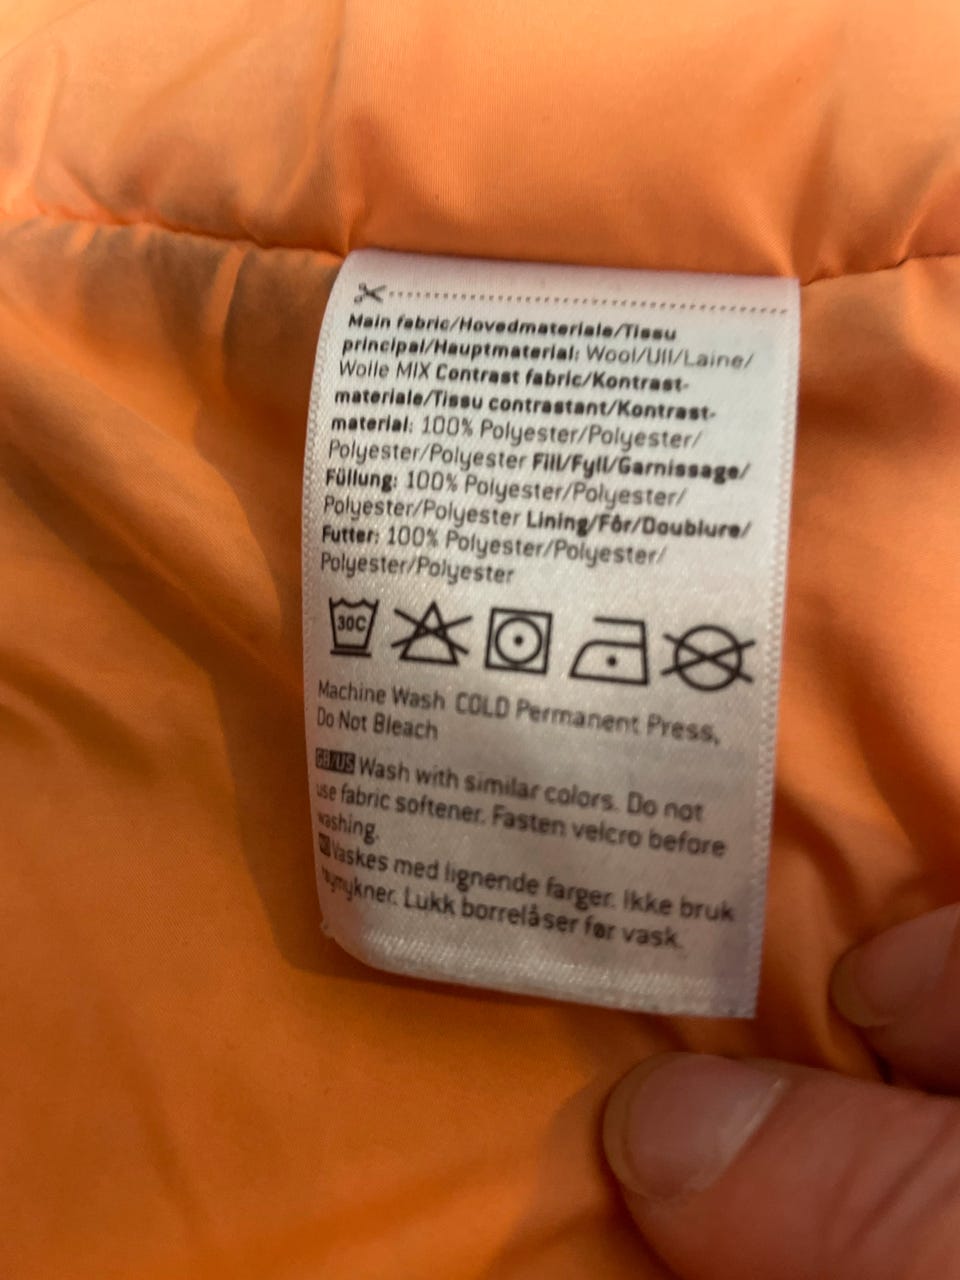 Main fabric/Hovedmateriale/Tissu
principal/Hauptmaterial: Wool/Ull/Laine/
Wolle MIX Contrast fabric/Kontrast-
materiale/Tissu contrastant/Kontrast-
material: 100% Polyester/Polyester/
Polyester/Polyester Fill/Fyll/Garnissage/
Füllung: 100% Polyester/Polyester/
Polyester/Polyester Lining/Fôr/Doublure/
Futter: 100% Polyester/Polyester/
Polyester/Polyester
30C
Machine Wash COLD Permanent Press,
Do Not Bleach
GB/US Wash with similar colors. Do not
use fabric softener. Fasten velcro before
washing.
Vaskes med lignende farger. Ikke bruk
tøymykner. Lukk borrelåser før vask.